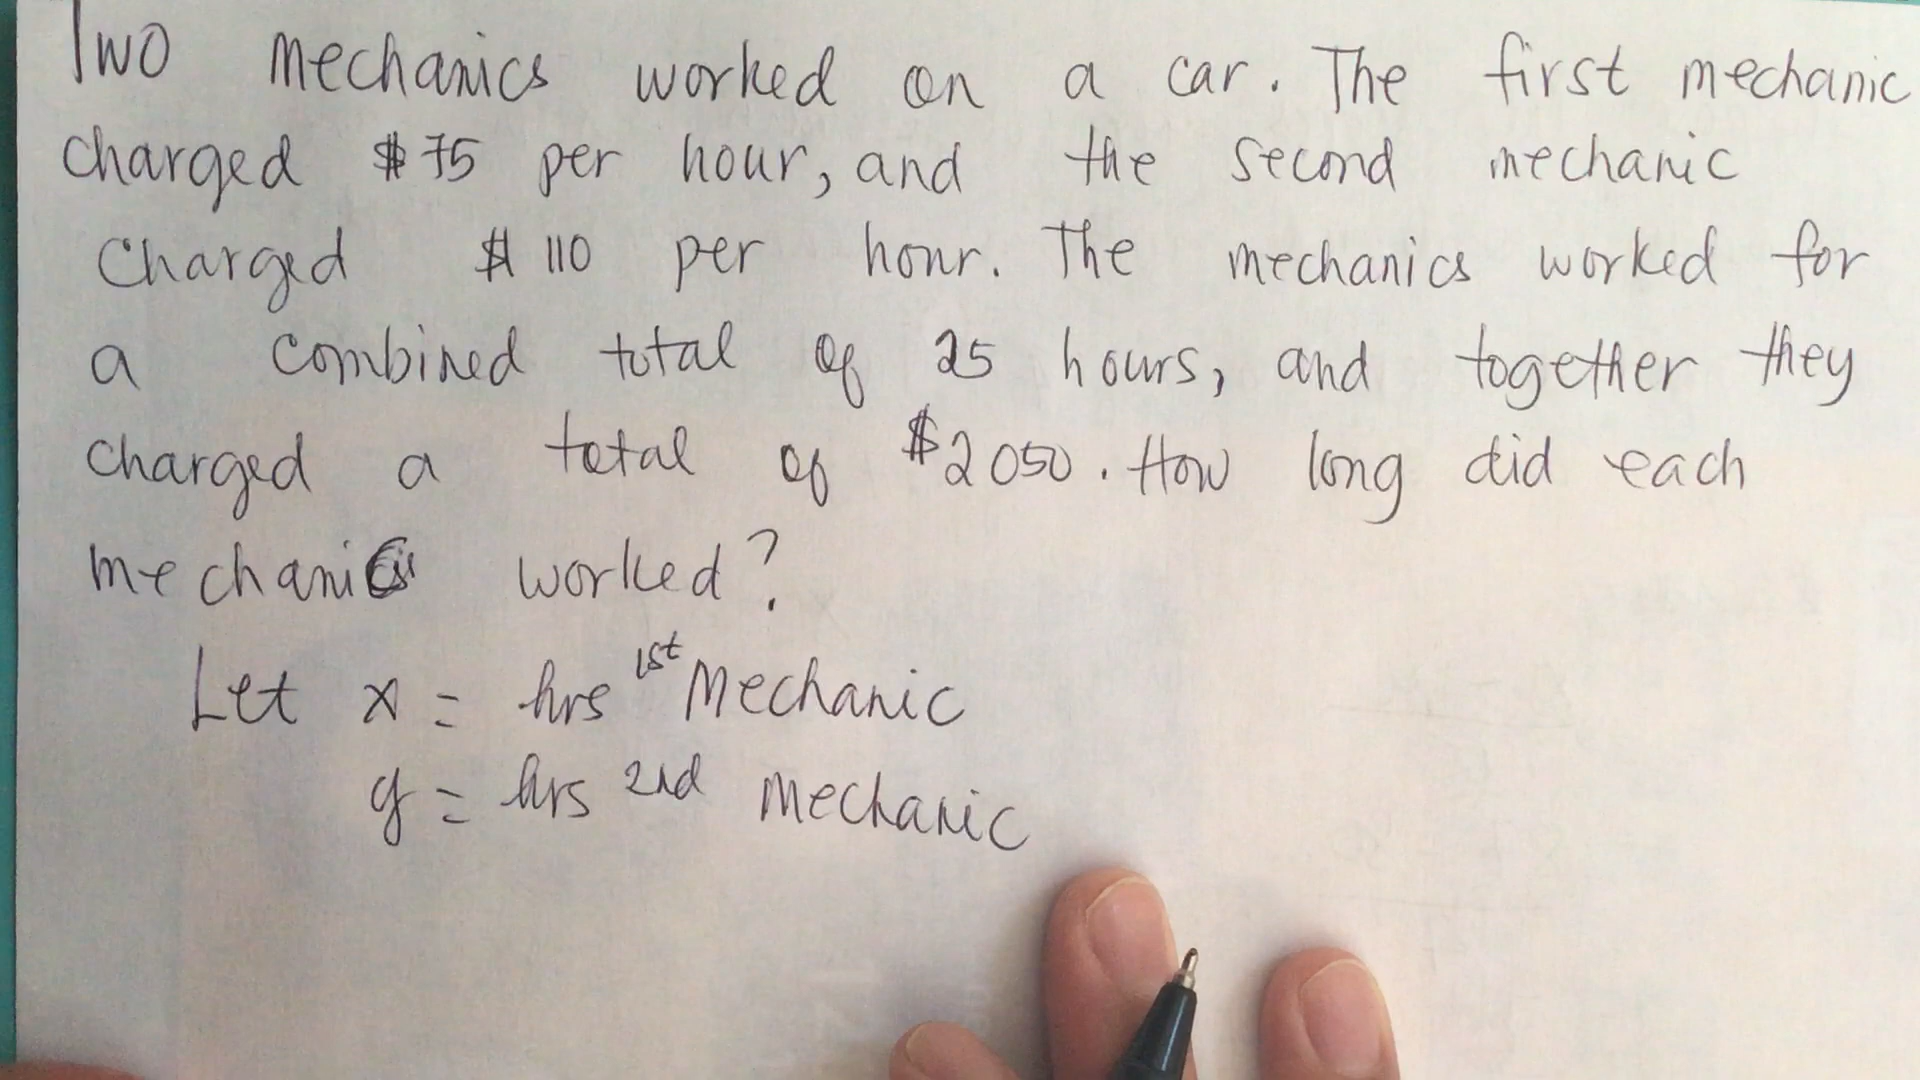 Two mechanics worked on a car. The first mechanic
charged $75 per hour, and the second mechanic
Charged $110 per hour. The mechanics worked for
a combined total of 25 hours, and together they
charged a total of $2050. How long did each
mechanic worked?
Let x = hrs 1st Mechanic
y = hrs 2nd Mechanic